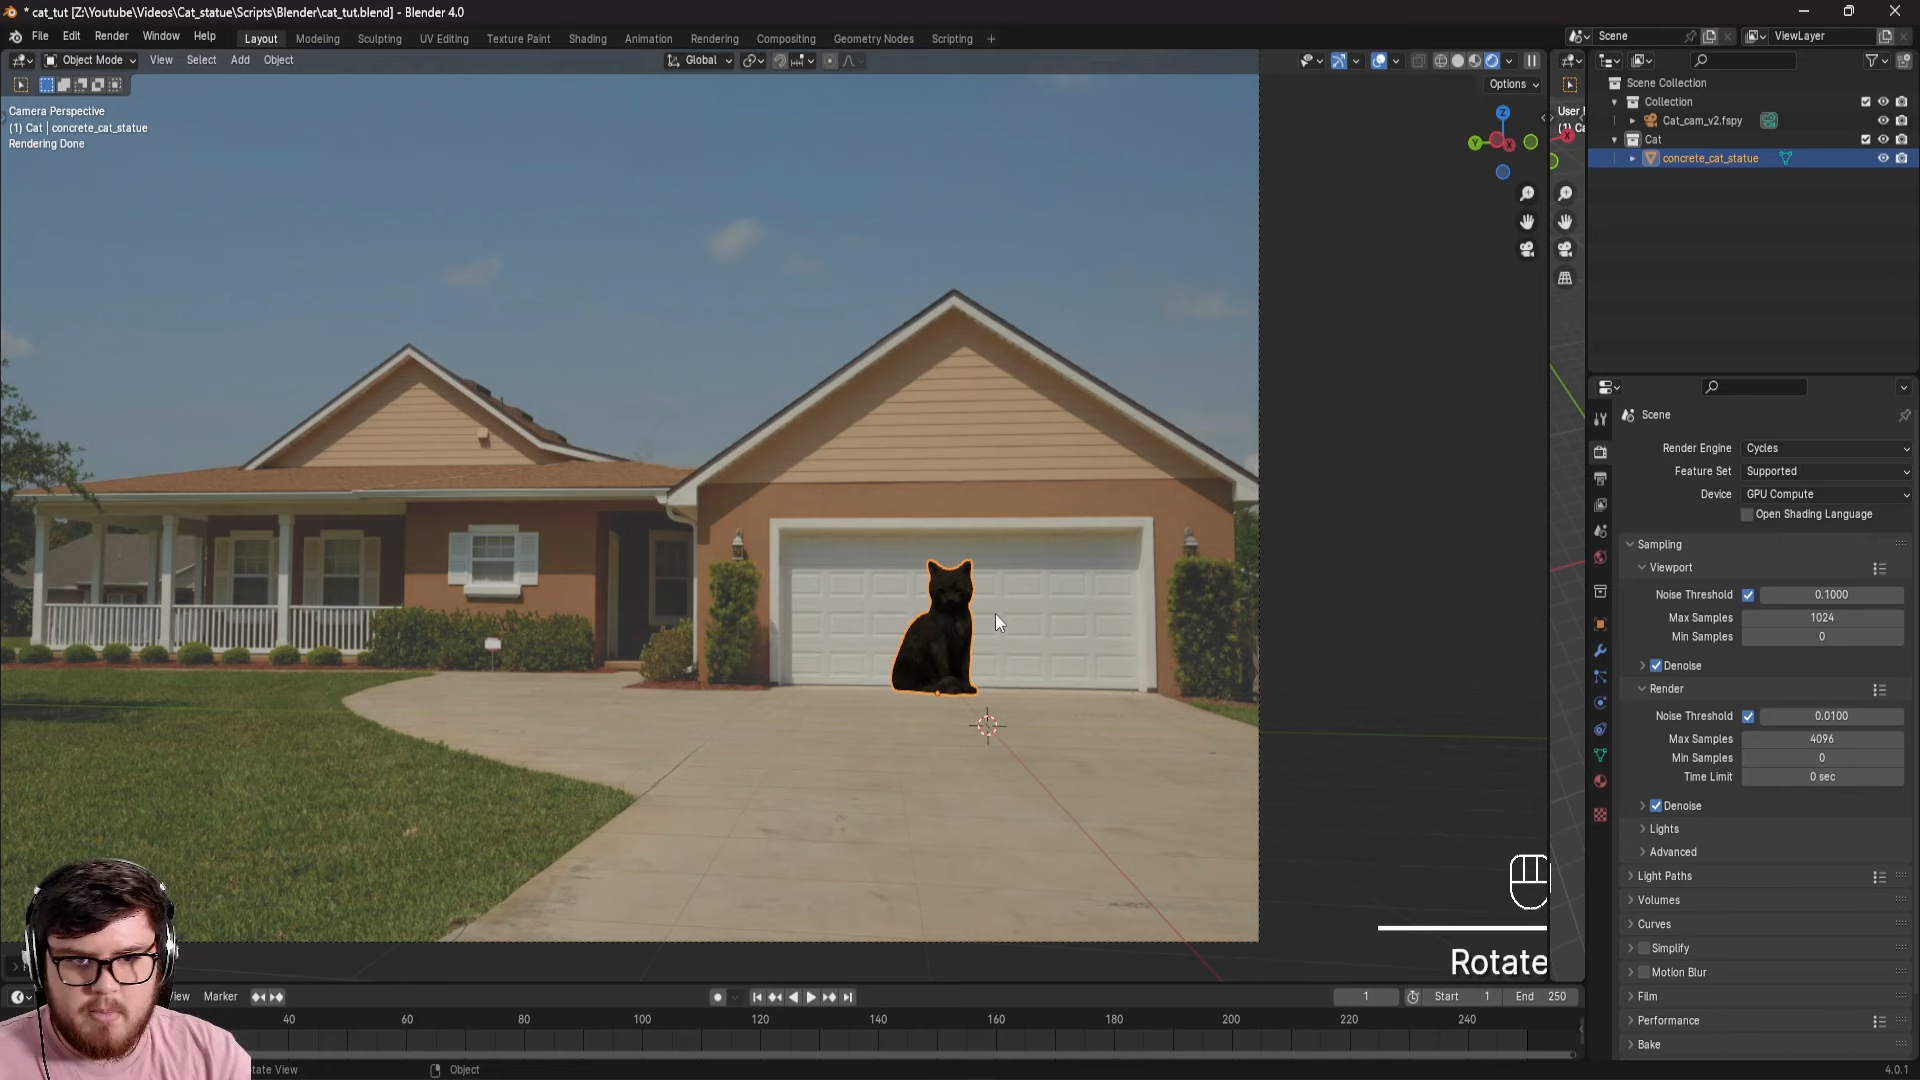 * cat_tut [Z:\Youtube\Videos\Cat_statue\Scripts\Blender\cat_tut.blend] - Blender 4.0
File Edit Render Window Help
Layout Modeling Sculpting UV Editing Texture Paint Shading Animation Rendering Compositing Geometry Nodes Scripting +
Scene
ViewLayer
Object Mode View Select Add Object
Global
Options
Camera Perspective
(1) Cat | concrete_cat_statue
Rendering Done
Z
Y
X
User
(1) Ca
X
Scene Collection
Collection
Cat_cam_v2.fspy
Cat
concrete_cat_statue
Scene
Render Engine Cycles
Feature Set Supported
Device GPU Compute
Open Shading Language
Sampling
Viewport
Noise Threshold 0.1000
Max Samples 1024
Min Samples 0
Denoise
Render
Noise Threshold 0.0100
Max Samples 4096
Min Samples 0
Time Limit 0 sec
Denoise
Lights
Advanced
Light Paths
Volumes
Curves
Simplify
Motion Blur
Film
Performance
Bake
Rotate
View Marker
1 Start 1 End 250
40 60 80 100 120 140 160 180 200 220 240
tate View
Object
4.0.1